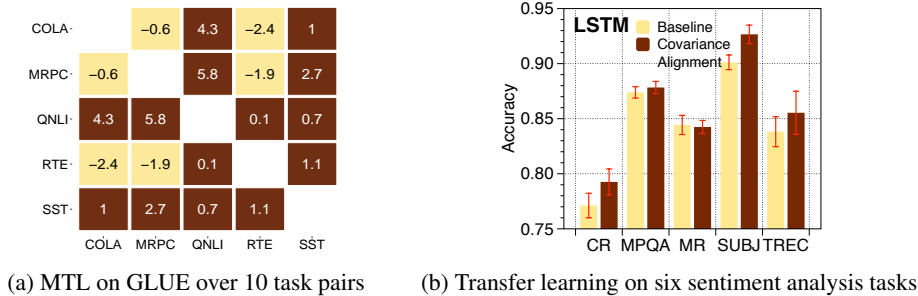 COLA
−0.6
4.3
−2.4
1
MRPC
−0.6
5.8
−1.9
2.7
QNLI
4.3
5.8
0.1
0.7
RTE
−2.4
−1.9
0.1
1.1
SST
1
2.7
0.7
1.1
COLA MRPC QNLI RTE SST
(a) MTL on GLUE over 10 task pairs
LSTM
Baseline
Covariance
Alignment
Accuracy
0.95
0.90
0.85
0.80
0.75
CR MPQA MR SUBJ TREC
(b) Transfer learning on six sentiment analysis tasks